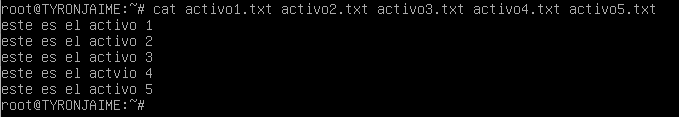 root@TYRONJAIME:~# cat activo1.txt activo2.txt activo3.txt activo4.txt activo5.txt
este es el activo 1
este es el activo 2
este es el activo 3
este es el actvio 4
este es el activo 5
root@TYRONJAIME:~#